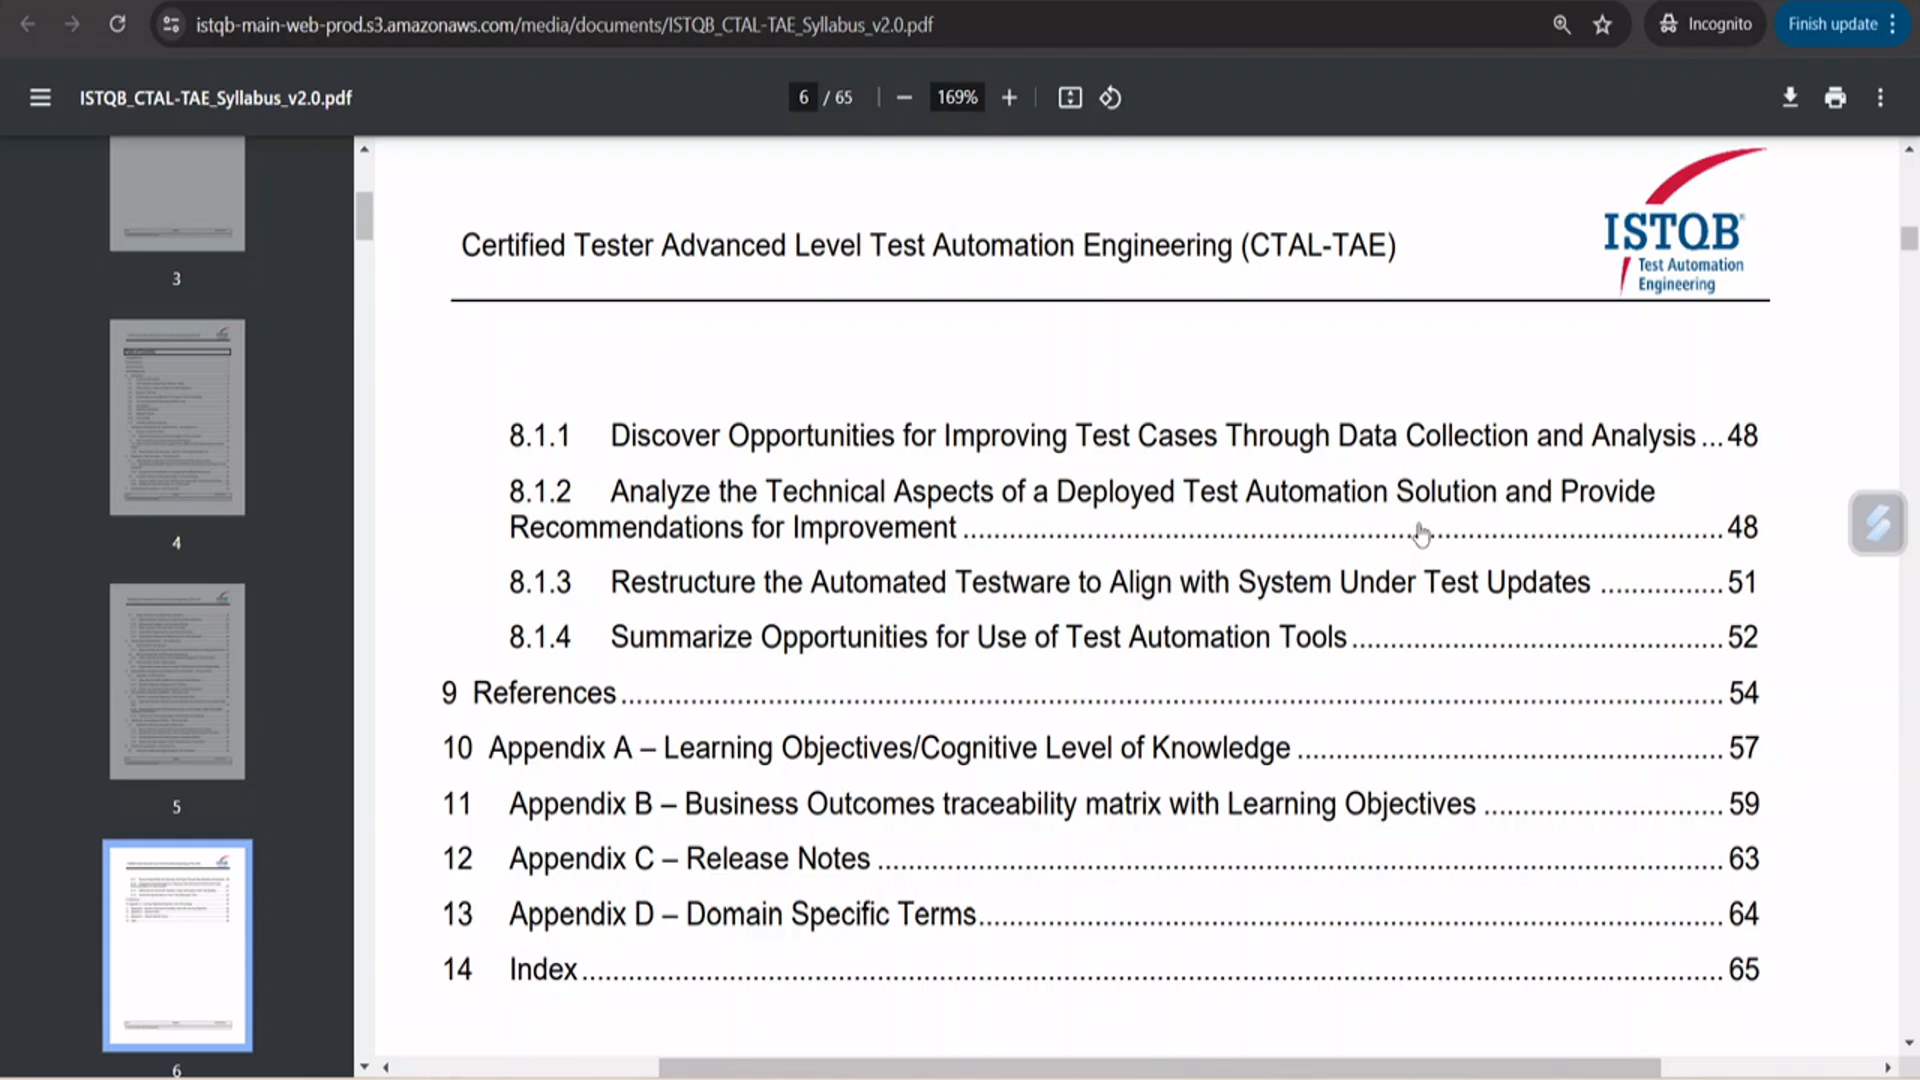 istqb-main-web-prod.s3.amazonaws.com/media/documents/ISTQB_CTAL-TAE_Syllabus_v2.0.pdf
Incognito
Finish update
ISTQB_CTAL-TAE_Syllabus_v2.0.pdf
6 / 65
169%
3
4
5
6
Certified Tester Advanced Level Test Automation Engineering (CTAL-TAE)
ISTQB®
Test Automation
Engineering
8.1.1 Discover Opportunities for Improving Test Cases Through Data Collection and Analysis ... 48
8.1.2 Analyze the Technical Aspects of a Deployed Test Automation Solution and Provide
Recommendations for Improvement ........ 48
8.1.3 Restructure the Automated Testware to Align with System Under Test Updates ........ 51
8.1.4 Summarize Opportunities for Use of Test Automation Tools ........ 52
9 References ........ 54
10 Appendix A – Learning Objectives/Cognitive Level of Knowledge ........ 57
11 Appendix B – Business Outcomes traceability matrix with Learning Objectives ........ 59
12 Appendix C – Release Notes ........ 63
13 Appendix D – Domain Specific Terms ........ 64
14 Index ........ 65